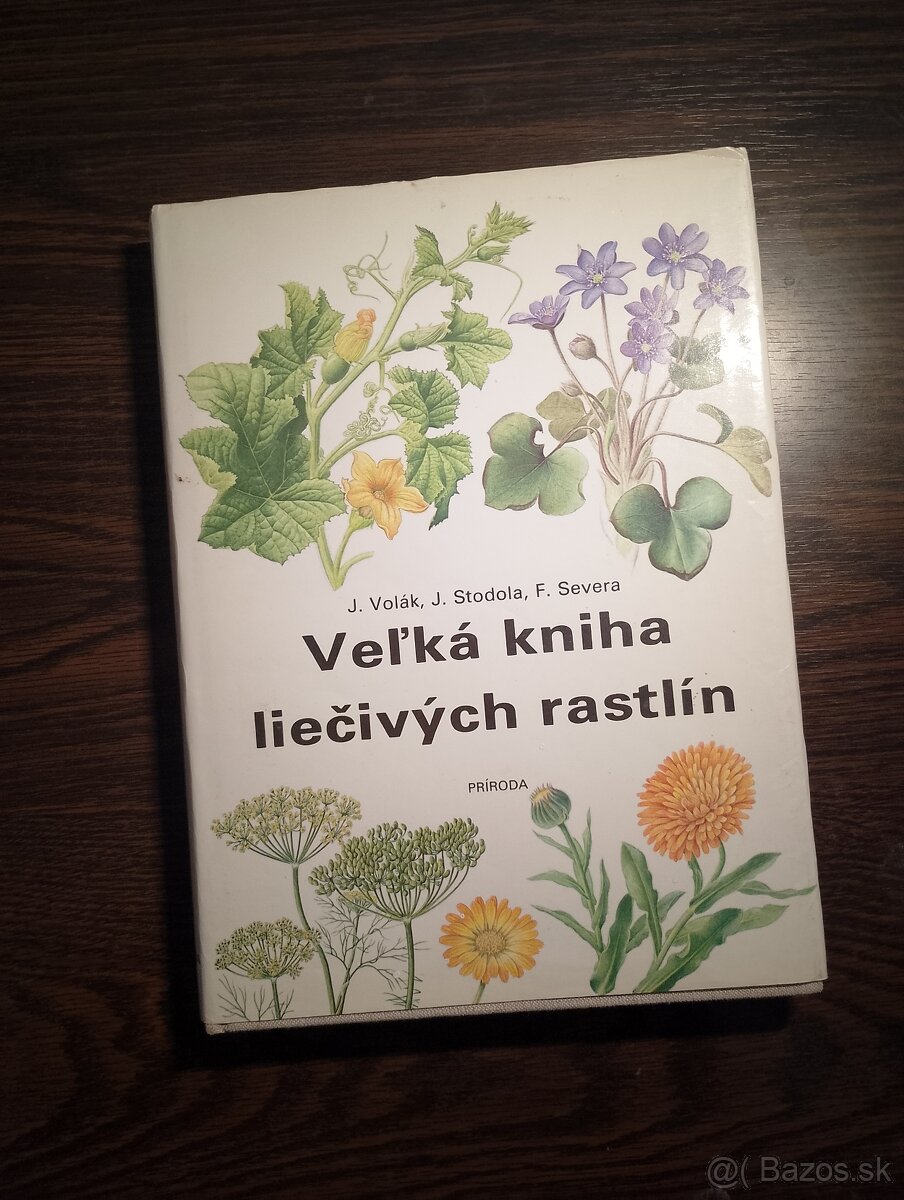 J. Volák, J. Stodola, F. Severa
Veľká kniha
liečivých rastlín
PRÍRODA
@( Bazos.sk